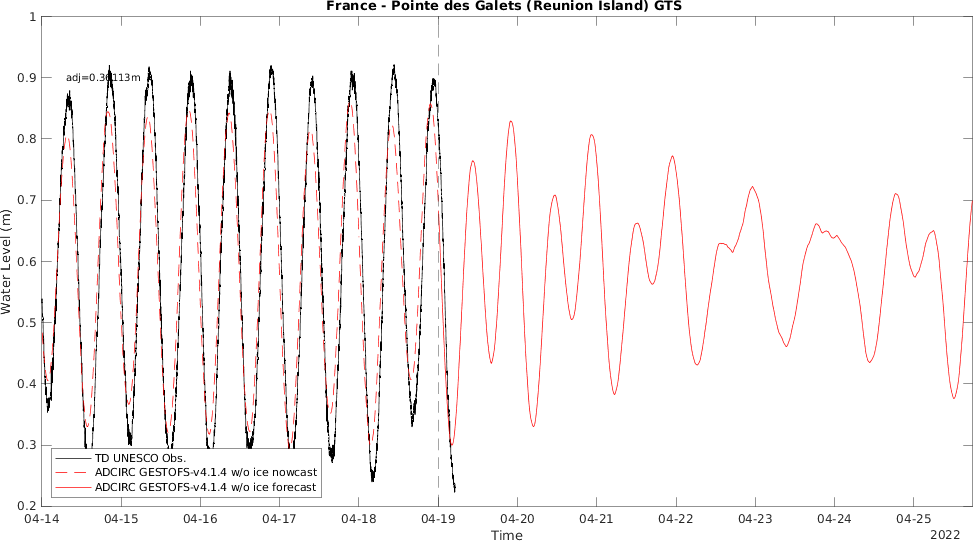 France - Pointe des Galets (Reunion Island) GTS
1
0.9
0.8
0.7
0.6
0.5
0.4
0.3
0.2
Water Level (m)
adj=0.36113m
TD UNESCO Obs.
ADCIRC GESTOFS-v4.1.4 w/o ice nowcast
ADCIRC GESTOFS-v4.1.4 w/o ice forecast
04-14 04-15 04-16 04-17 04-18 04-19 04-20 04-21 04-22 04-23 04-24 04-25
Time
2022